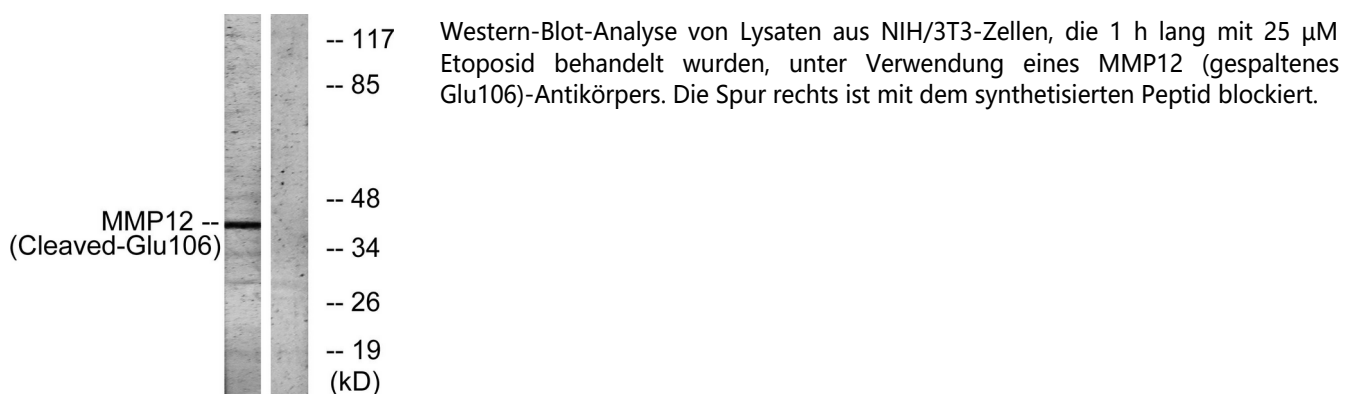 -- 117
-- 85
-- 48
MMP12 --
(Cleaved-Glu106)
-- 34
-- 26
-- 19
(kD)
Western-Blot-Analyse von Lysaten aus NIH/3T3-Zellen, die 1 h lang mit 25 µM
Etoposid behandelt wurden, unter Verwendung eines MMP12 (gespaltenes
Glu106)-Antikörpers. Die Spur rechts ist mit dem synthetisierten Peptid blockiert.